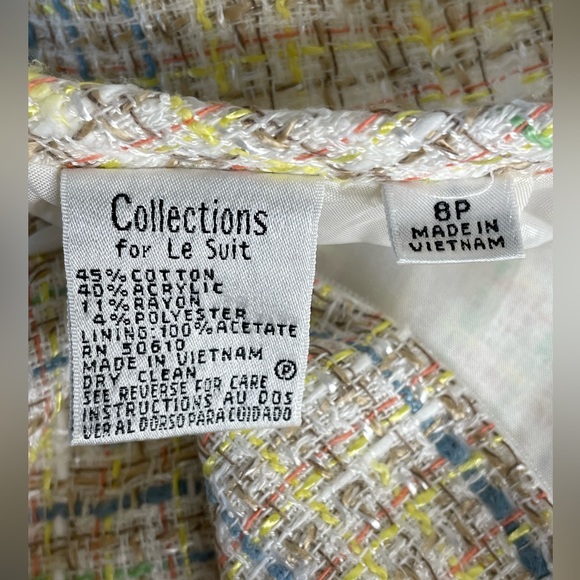 Collections
for Le Suit
45% COTTON
40% ACRYLIC
11% RAYON
4% POLYESTER
LINING: 100% ACETATE
RN 50610
MADE IN VIETNAM
DRY CLEAN Ⓟ
SEE REVERSE FOR CARE
INSTRUCTIONS AU DOS
VER AL DORSO PARA CUIDADO
8P
MADE IN
VIETNAM